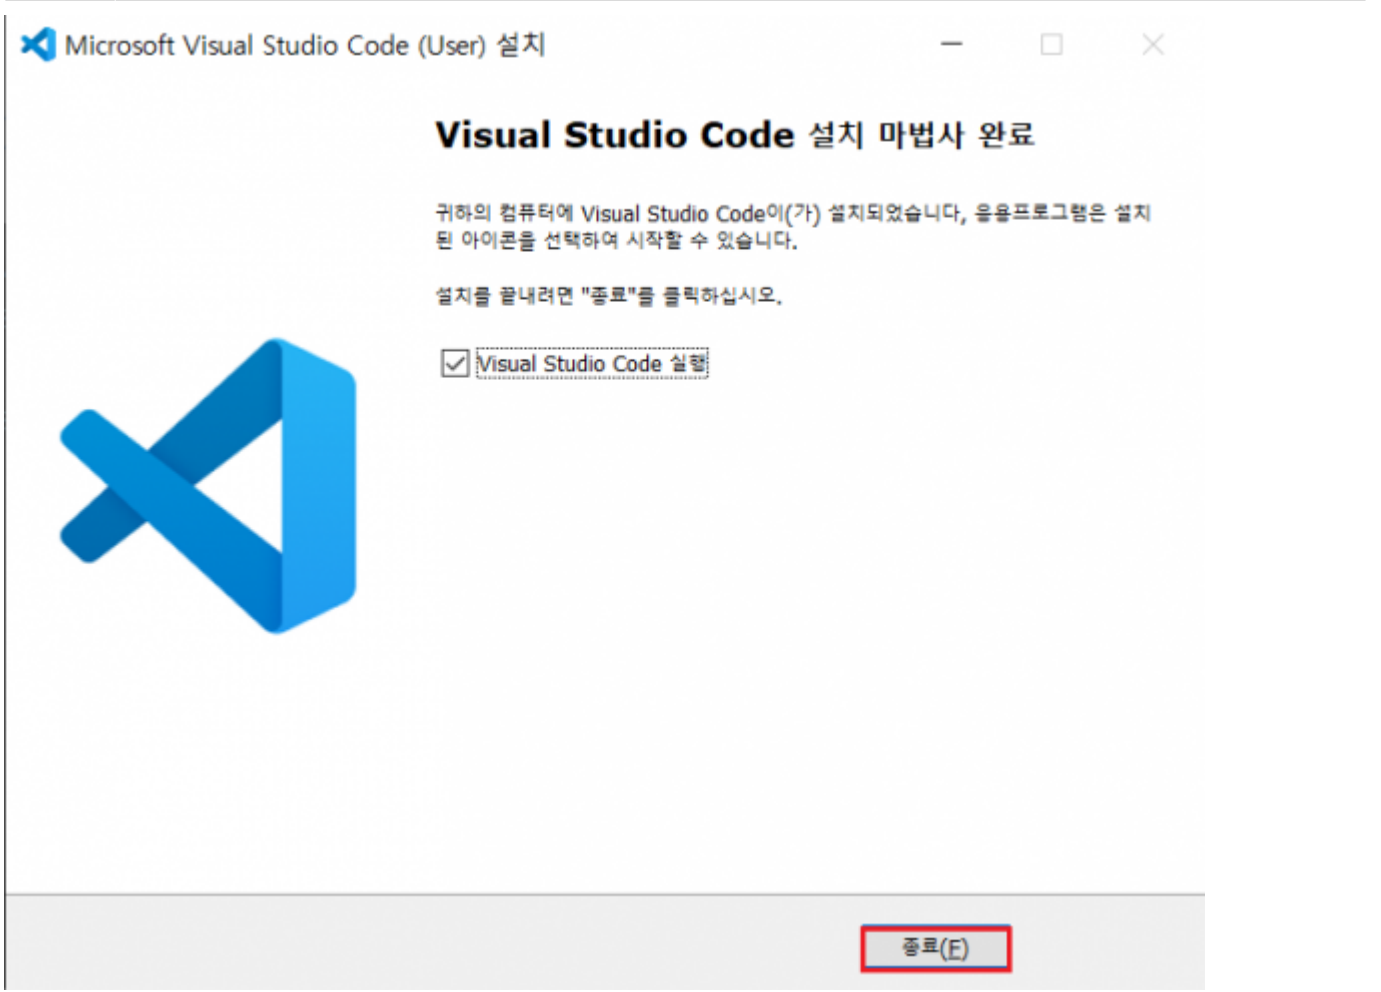 Microsoft Visual Studio Code (User) 설치
Visual Studio Code 설치 마법사 완료
귀하의 컴퓨터에 Visual Studio Code이(가) 설치되었습니다, 응용프로그램은 설치
된 아이콘을 선택하여 시작할 수 있습니다.
설치를 끝내려면 "종료"를 클릭하십시오.
Visual Studio Code 실행
종료(F)